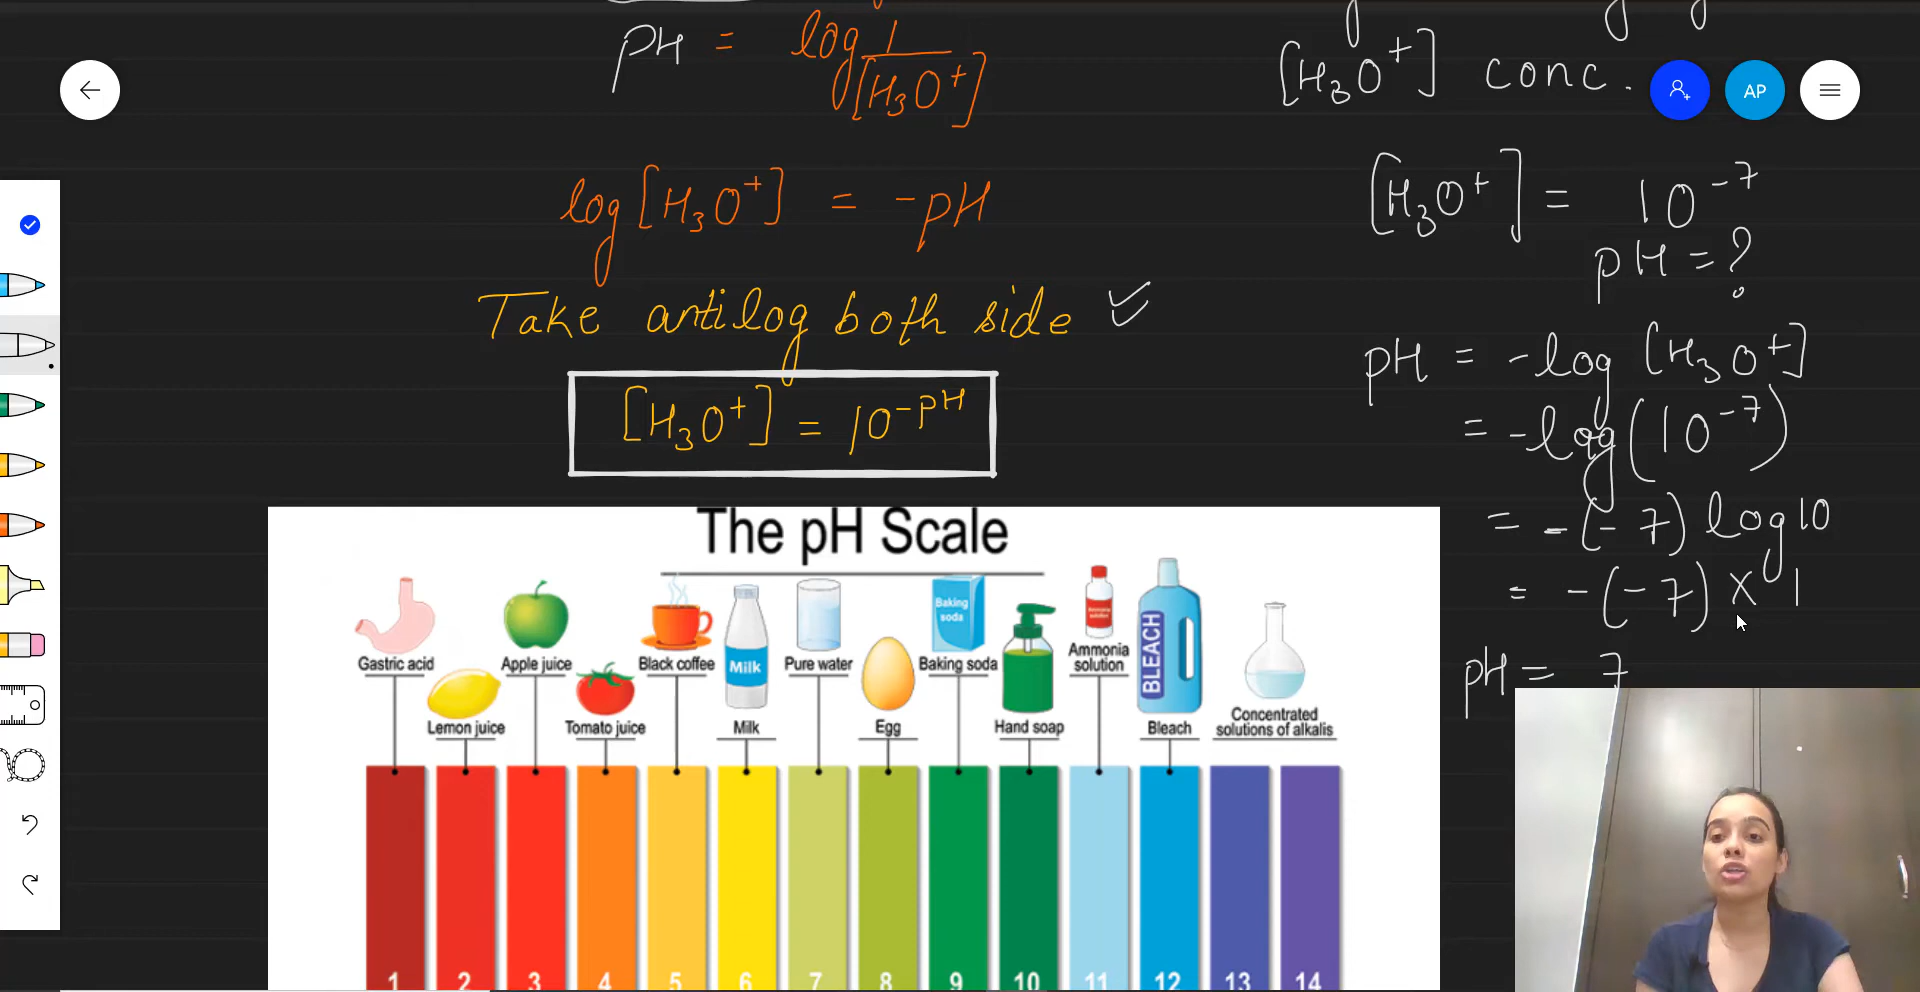 pH = log 1/[H₃O⁺]
log [H₃O⁺] = -pH
Take antilog both side
[H₃O⁺] = 10⁻ᵖᴴ
[H₃O⁺] conc.
AP
[H₃O⁺] = 10⁻⁷
pH = ?
pH = -log [H₃O⁺]
= -log (10⁻⁷)
= -(-7) log 10
= -(-7) × 1
pH = 7
The pH Scale
Gastric acid
Lemon juice
Apple juice
Tomato juice
Black coffee
Milk
Milk
Pure water
Egg
Baking soda
Baking soda
Hand soap
Ammonia solution
BLEACH
Bleach
Concentrated
solutions of alkalis
1 2 3 4 5 6 7 8 9 10 11 12 13 14